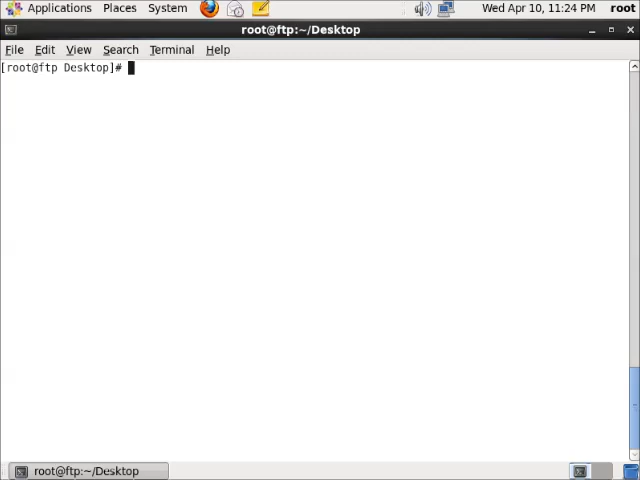 Applications Places System Wed Apr 10, 11:24 PM root
root@ftp:~/Desktop
File Edit View Search Terminal Help
[root@ftp Desktop]#
root@ftp:~/Desktop